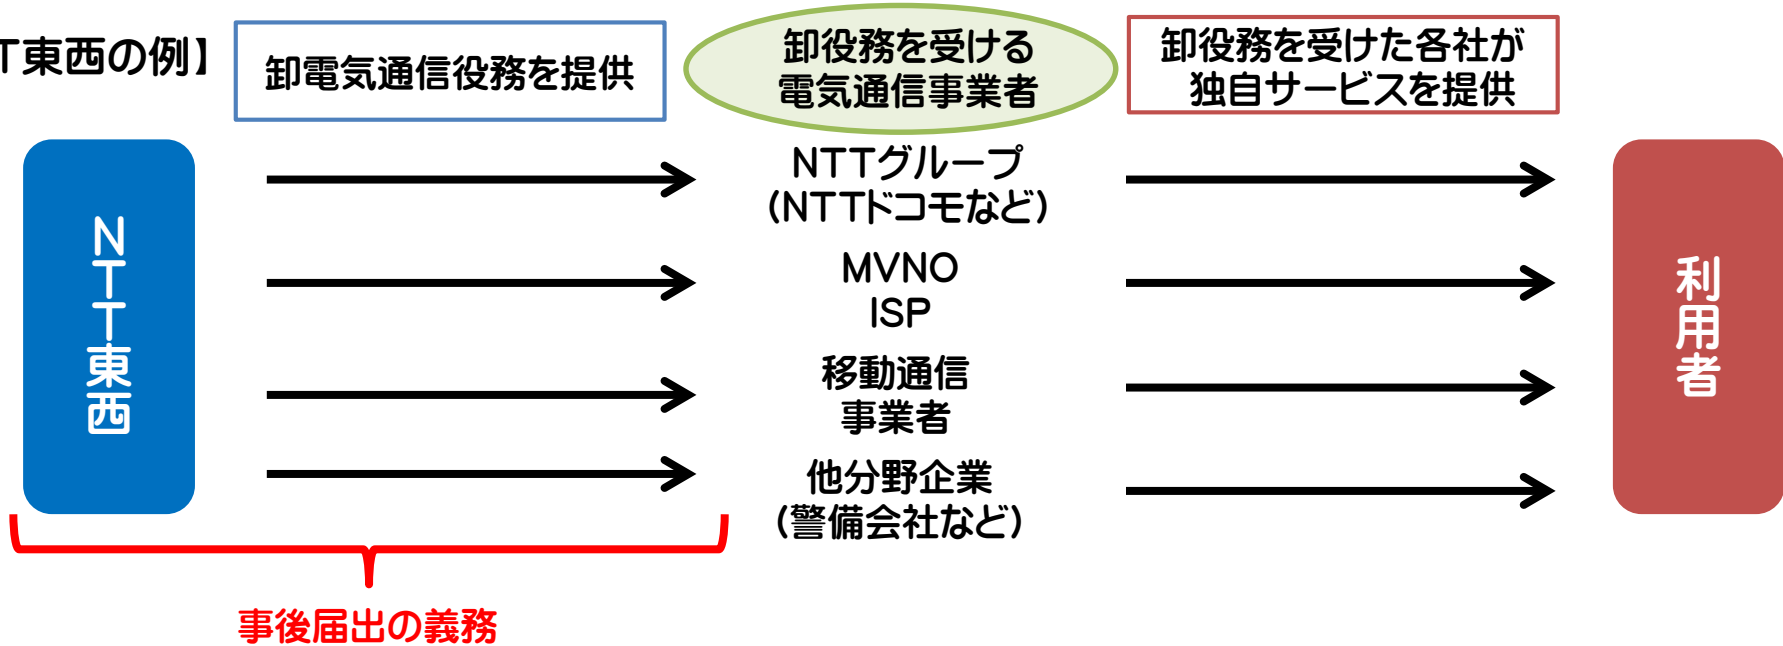 T東西の例】
卸電気通信役務を提供
卸役務を受ける
電気通信事業者
卸役務を受けた各社が
独自サービスを提供
NTT東西
NTTグループ
(NTTドコモなど)
MVNO
ISP
移動通信
事業者
他分野企業
(警備会社など)
利用者
事後届出の義務